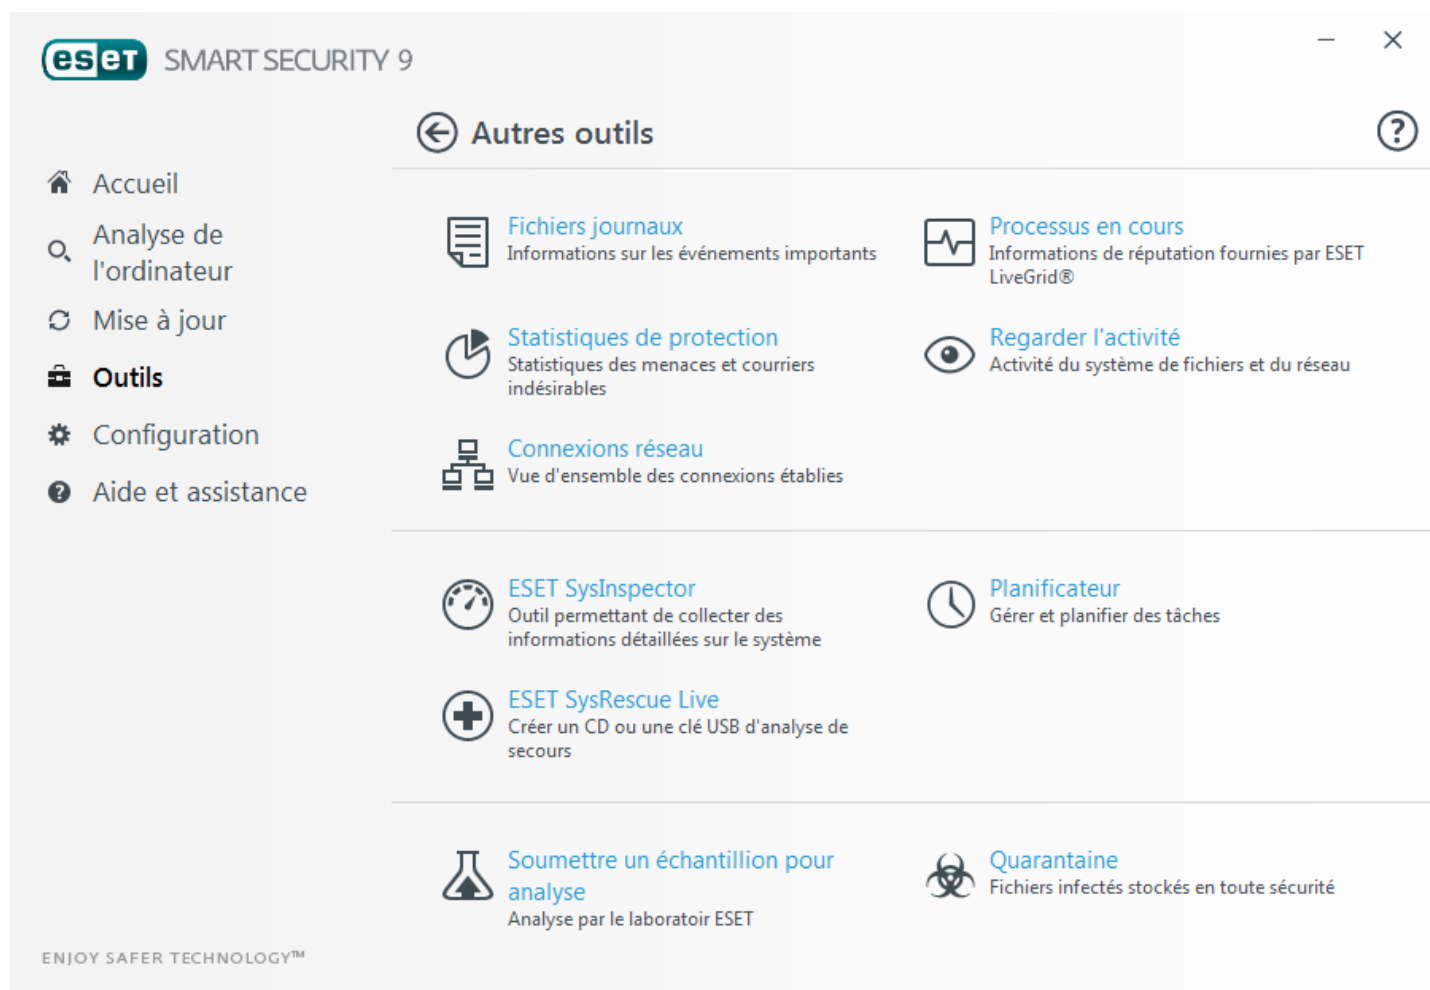 eseT SMART SECURITY 9
Autres outils
?
Accueil
Analyse de
l'ordinateur
Mise à jour
Outils
Configuration
Aide et assistance
Fichiers journaux
Informations sur les événements importants
Processus en cours
Informations de réputation fournies par ESET
LiveGrid®
Statistiques de protection
Statistiques des menaces et courriers
indésirables
Regarder l'activité
Activité du système de fichiers et du réseau
Connexions réseau
Vue d'ensemble des connexions établies
ESET SysInspector
Outil permettant de collecter des
informations détaillées sur le système
Planificateur
Gérer et planifier des tâches
ESET SysRescue Live
Créer un CD ou une clé USB d'analyse de
secours
Soumettre un échantillion pour
analyse
Analyse par le laboratoir ESET
Quarantaine
Fichiers infectés stockés en toute sécurité
ENJOY SAFER TECHNOLOGY™